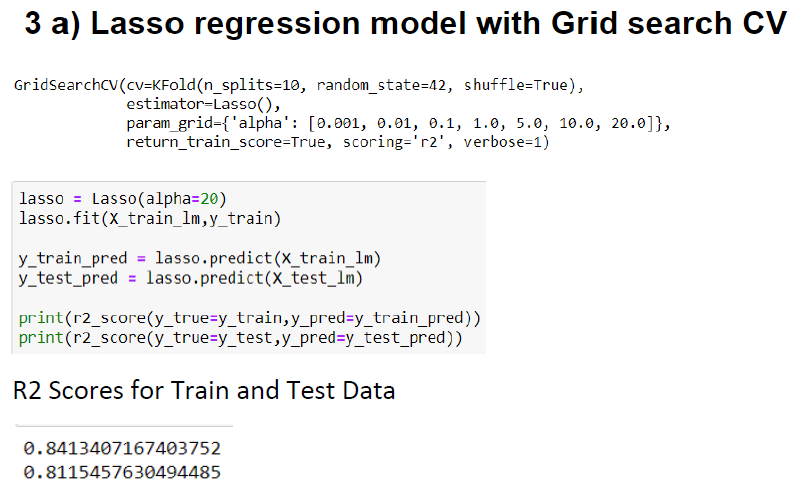 3 a) Lasso regression model with Grid search CV
GridSearchCV(cv=KFold(n_splits=10, random_state=42, shuffle=True),
estimator=Lasso(),
param_grid={'alpha': [0.001, 0.01, 0.1, 1.0, 5.0, 10.0, 20.0]},
return_train_score=True, scoring='r2', verbose=1)
lasso = Lasso(alpha=20)
lasso.fit(X_train_lm,y_train)
y_train_pred = lasso.predict(X_train_lm)
y_test_pred = lasso.predict(X_test_lm)
print(r2_score(y_true=y_train,y_pred=y_train_pred))
print(r2_score(y_true=y_test,y_pred=y_test_pred))
R2 Scores for Train and Test Data
0.8413407167403752
0.8115457630494485